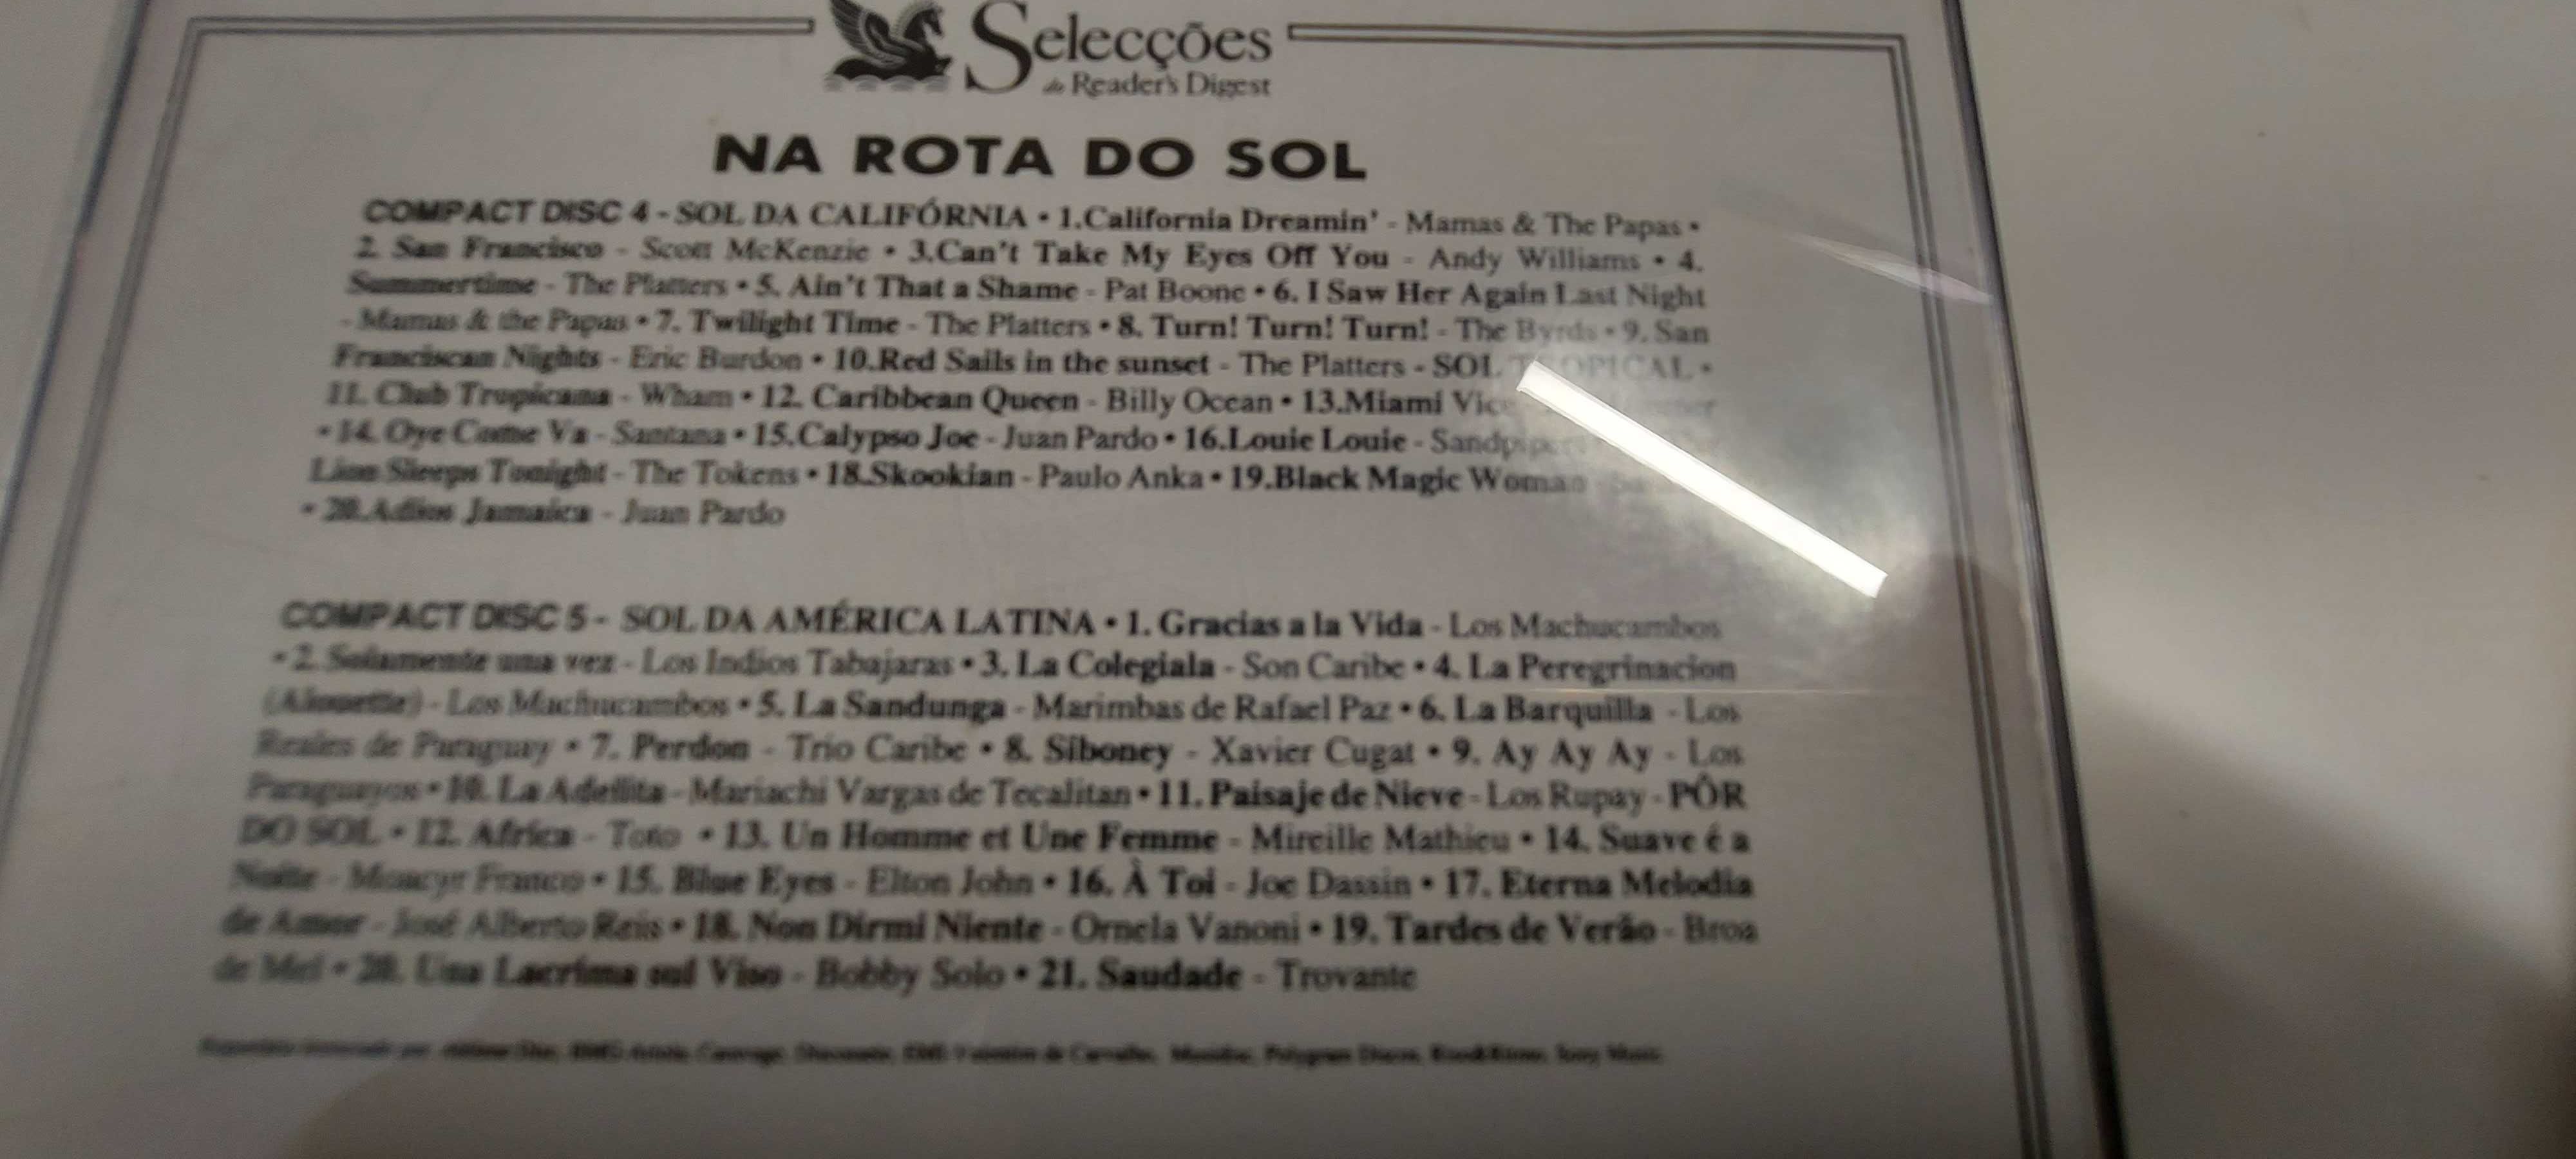 Selecções
do Reader's Digest
NA ROTA DO SOL
COMPACT DISC 4 - SOL DA CALIFÓRNIA • 1.California Dreamin' - Mamas & The Papas •
2. San Francisco - Scott McKenzie • 3.Can't Take My Eyes Off You - Andy Williams • 4.
Summertime - The Platters • 5. Ain't That a Shame - Pat Boone • 6. I Saw Her Again Last Night
- Mamas & the Papas • 7. Twilight Time - The Platters • 8. Turn! Turn! Turn! - The Byrds • 9. San
Franciscan Nights - Eric Burdon • 10.Red Sails in the sunset - The Platters - SOL TROPICAL •
11. Club Tropicana - Wham • 12. Caribbean Queen - Billy Ocean • 13.Miami Vice
• 14. Oye Come Va - Santana • 15.Calypso Joe - Juan Pardo • 16.Louie Louie - Sandpipers
Lion Sleeps Tonight - The Tokens • 18.Skookian - Paulo Anka • 19.Black Magic Woman
• 20.Adios Jamaica - Juan Pardo
COMPACT DISC 5 - SOL DA AMÉRICA LATINA • 1. Gracias a la Vida - Los Machucambos
• 2. Solamente una vez - Los Indios Tabajaras • 3. La Colegiala - Son Caribe • 4. La Peregrinacion
(Alouette) - Los Machucambos • 5. La Sandunga - Marimbas de Rafael Paz • 6. La Barquilla - Los
Reales de Paraguay • 7. Perdon - Trio Caribe • 8. Siboney - Xavier Cugat • 9. Ay Ay Ay - Los
Paraguayos • 10. La Adellita - Mariachi Vargas de Tecalitan • 11. Paisaje de Nieve - Los Rupay - PÔR
DO SOL • 12. Africa - Toto • 13. Un Homme et Une Femme - Mireille Mathieu • 14. Suave é a
Noite - Moacyr Franco • 15. Blue Eyes - Elton John • 16. À Toi - Joe Dassin • 17. Eterna Melodia
de Amor - José Alberto Reis • 18. Non Dirmi Niente - Ornela Vanoni • 19. Tardes de Verão - Broa
de Mel • 20. Una Lacrima sul Viso - Bobby Solo • 21. Saudade - Trovante